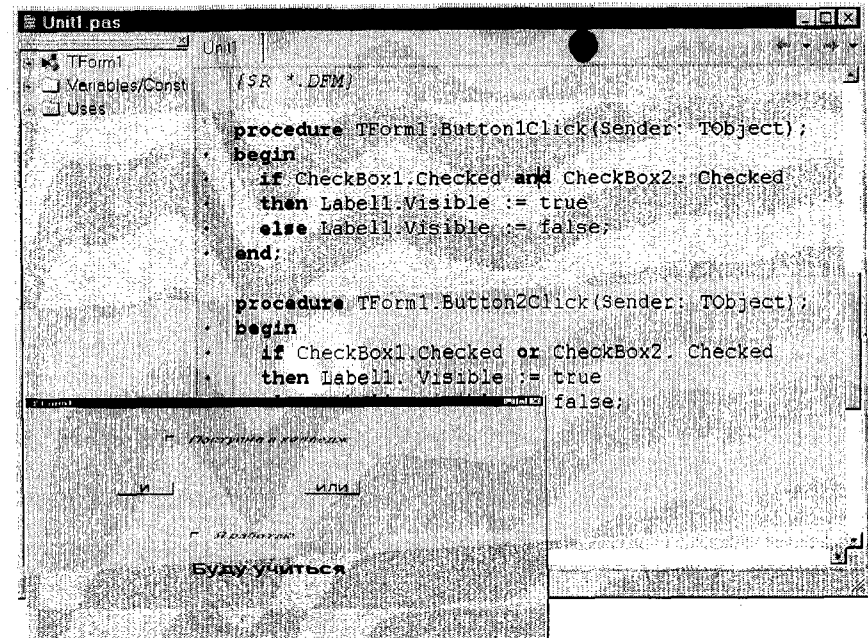 Unit1.pas
Unit1
TForm1
Variables/Const
Uses
{$R *.DFM}
procedure TForm1.Button1Click(Sender: TObject);
begin
if CheckBox1.Checked and CheckBox2. Checked
then Label1.Visible := true
else Label1.Visible := false;
end;
procedure TForm1.Button2Click(Sender: TObject);
begin
if CheckBox1.Checked or CheckBox2. Checked
then Label1. Visible := true
false;
Form1
и
или
Я работаю
Буду учиться